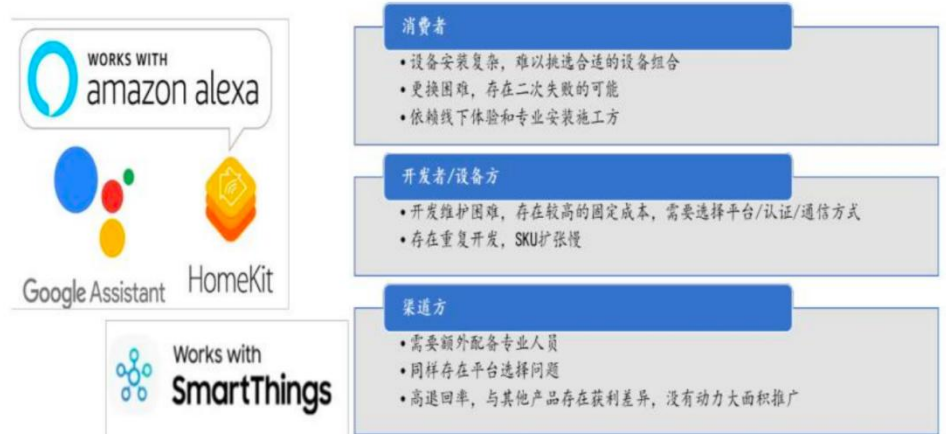 WORKS WITH
amazon alexa
Google Assistant
HomeKit
Works with
SmartThings
消费者
•设备安装复杂，难以挑选合适的设备组合
•更换困难，存在二次失败的可能
•依赖线下体验和专业安装施工方
开发者/设备方
•开发维护困难，存在较高的固定成本，需要选择平台/认证/通信方式
•存在重复开发，SKU扩张慢
渠道方
•需要额外配备专业人员
•同样存在平台选择问题
•高退回率，与其他产品存在获利差异，没有动力大面积推广